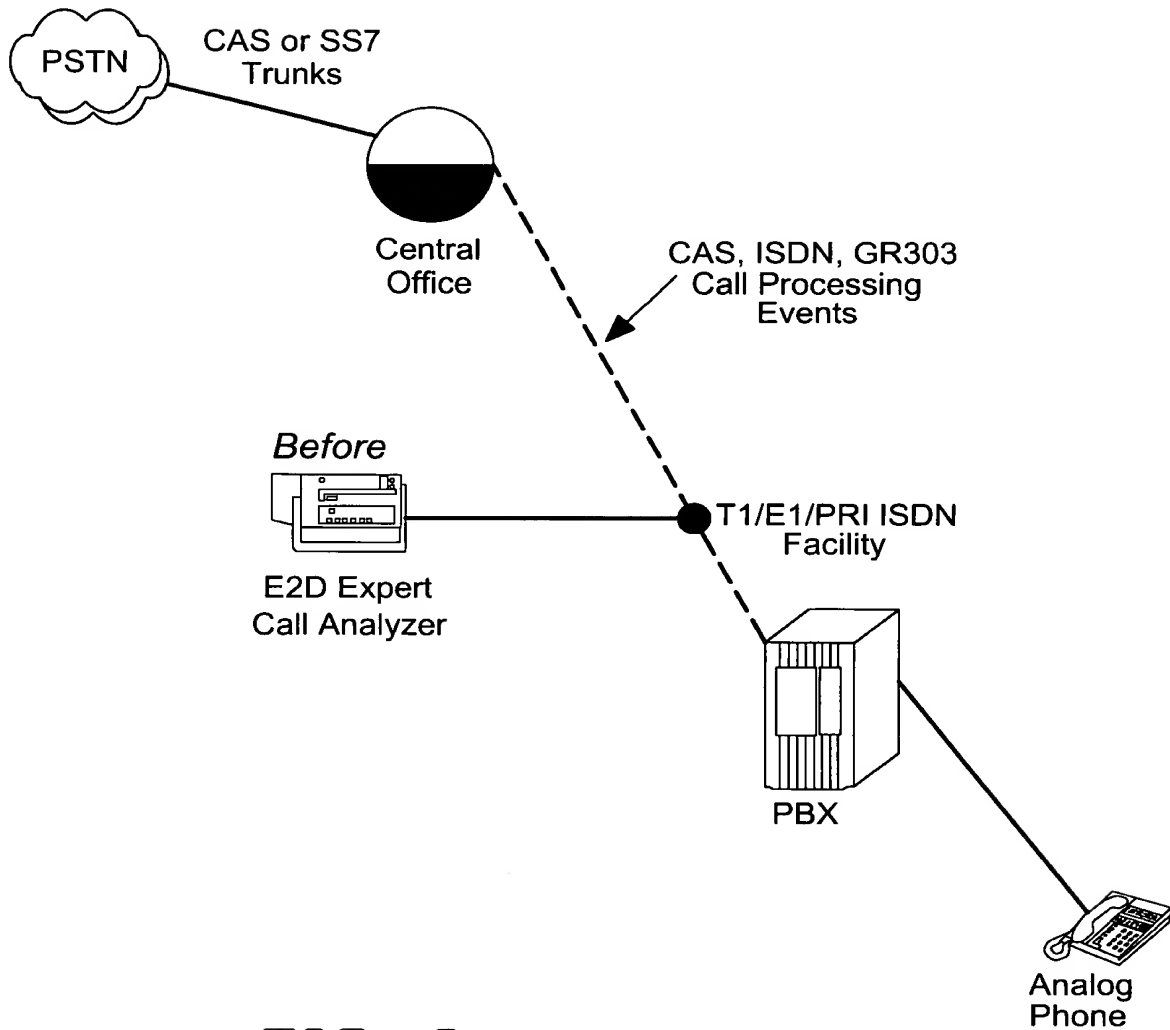 PSTN
CAS or SS7
Trunks
Central
Office
CAS, ISDN, GR303
Call Processing
Events
Before
E2D Expert
Call Analyzer
T1/E1/PRI ISDN
Facility
PBX
Analog
Phone